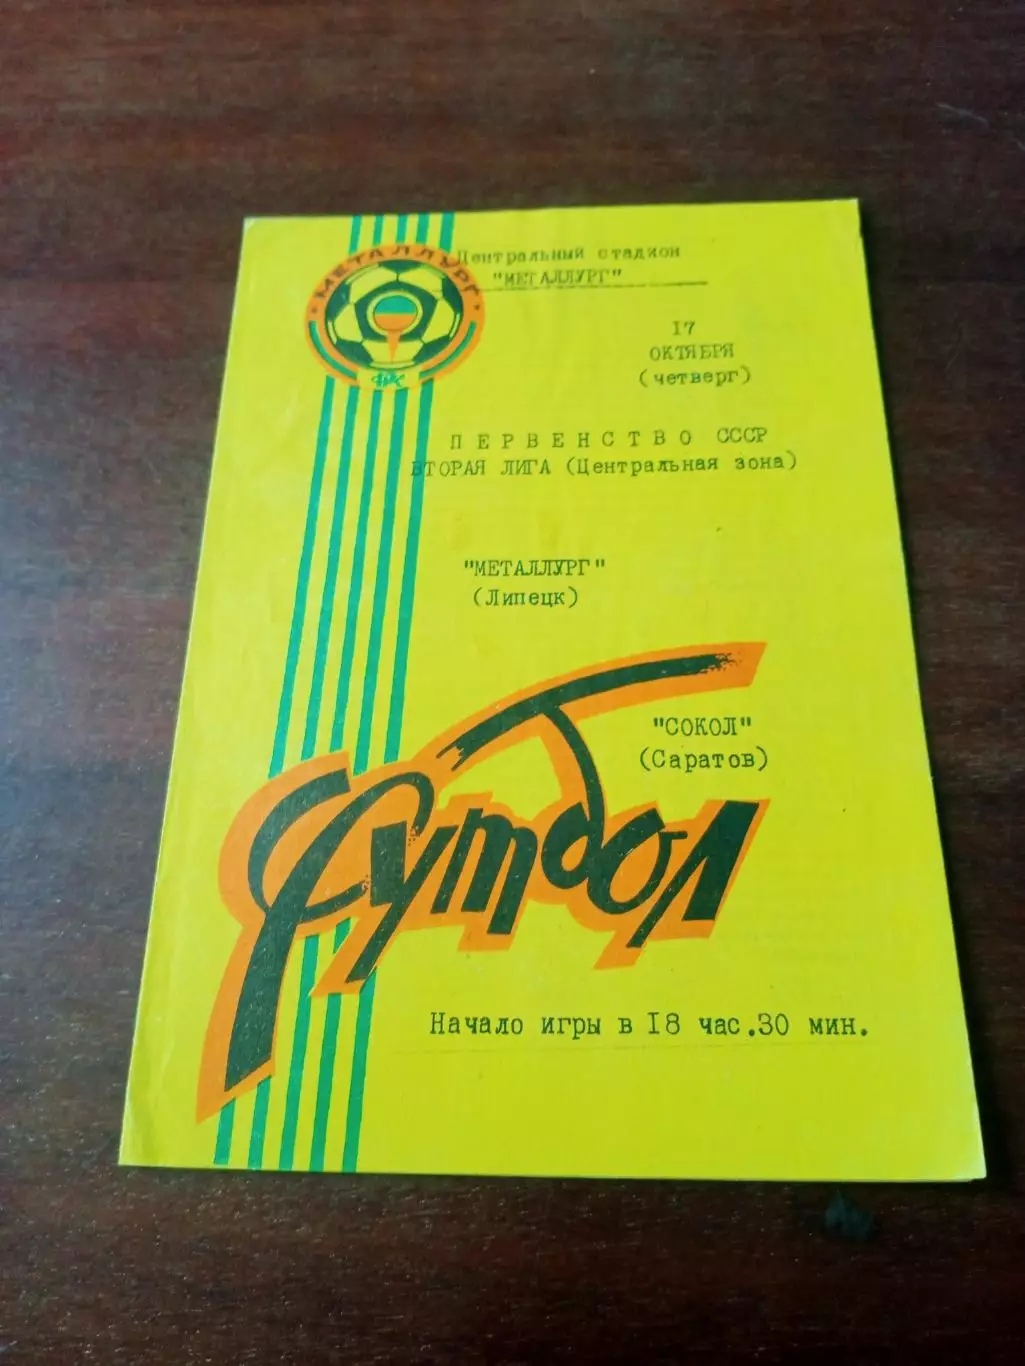 МЕТАЛЛУРГ
Центральный стадион
"МЕТАЛЛУРГ"
17
ОКТЯБРЯ
(четверг)
ПЕРВЕНСТВО СССР
ВТОРАЯ ЛИГА (Центральная зона)
"МЕТАЛЛУРГ"
(Липецк)
"СОКОЛ"
(Саратов)
Футбол
Начало игры в 18 час.30 мин.